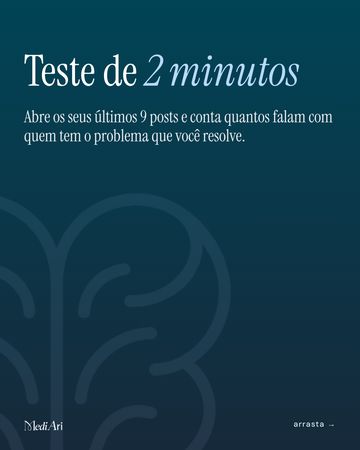 Teste de 2 minutos
Abre os seus últimos 9 posts e conta quantos falam com
quem tem o problema que você resolve.
MediAri
arrasta →